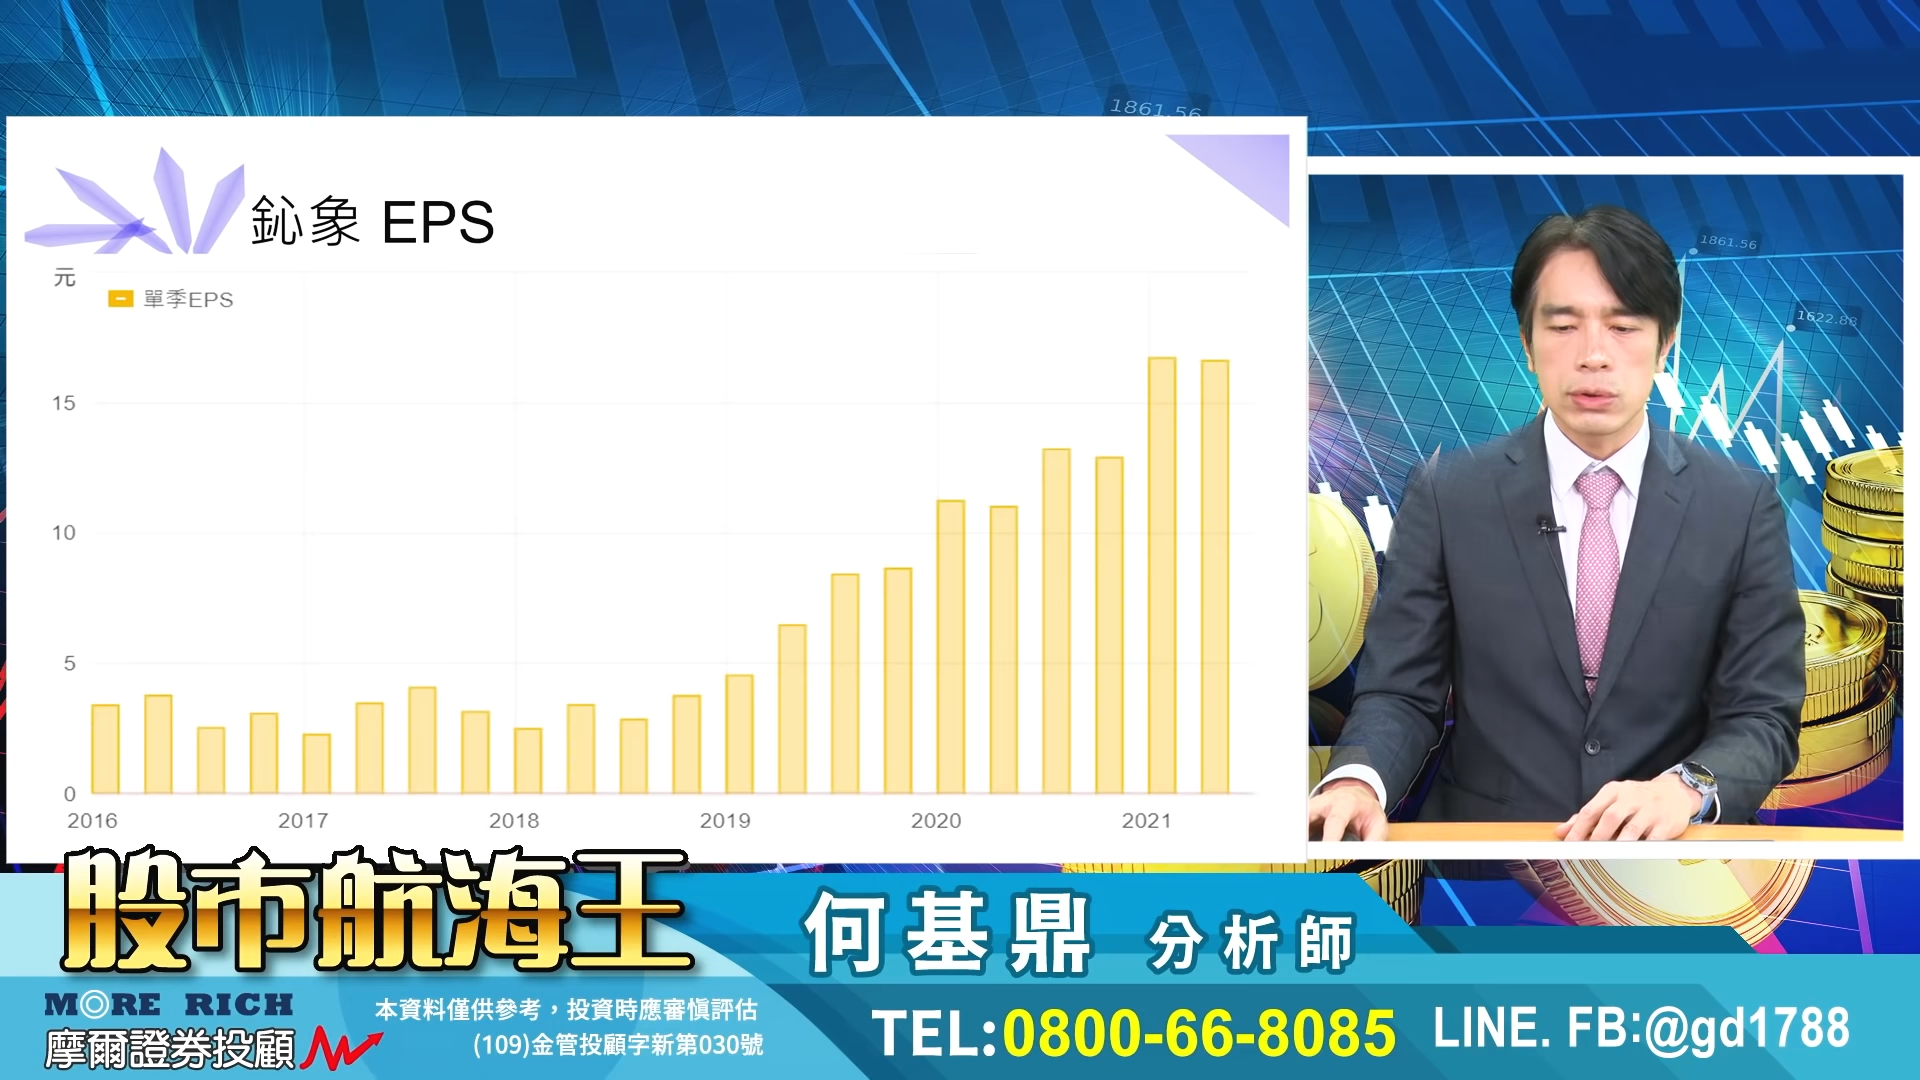 1861.56
鈊象 EPS
元
單季EPS
15
10
5
0
2016 2017 2018 2019 2020 2021
1861.56
1622.88
股市航海王
何基鼎 分析師
MORE RICH
摩爾證券投顧
本資料僅供參考，投資時應審慎評估
(109)金管投顧字新第030號
TEL:0800-66-8085
LINE. FB:@gd1788